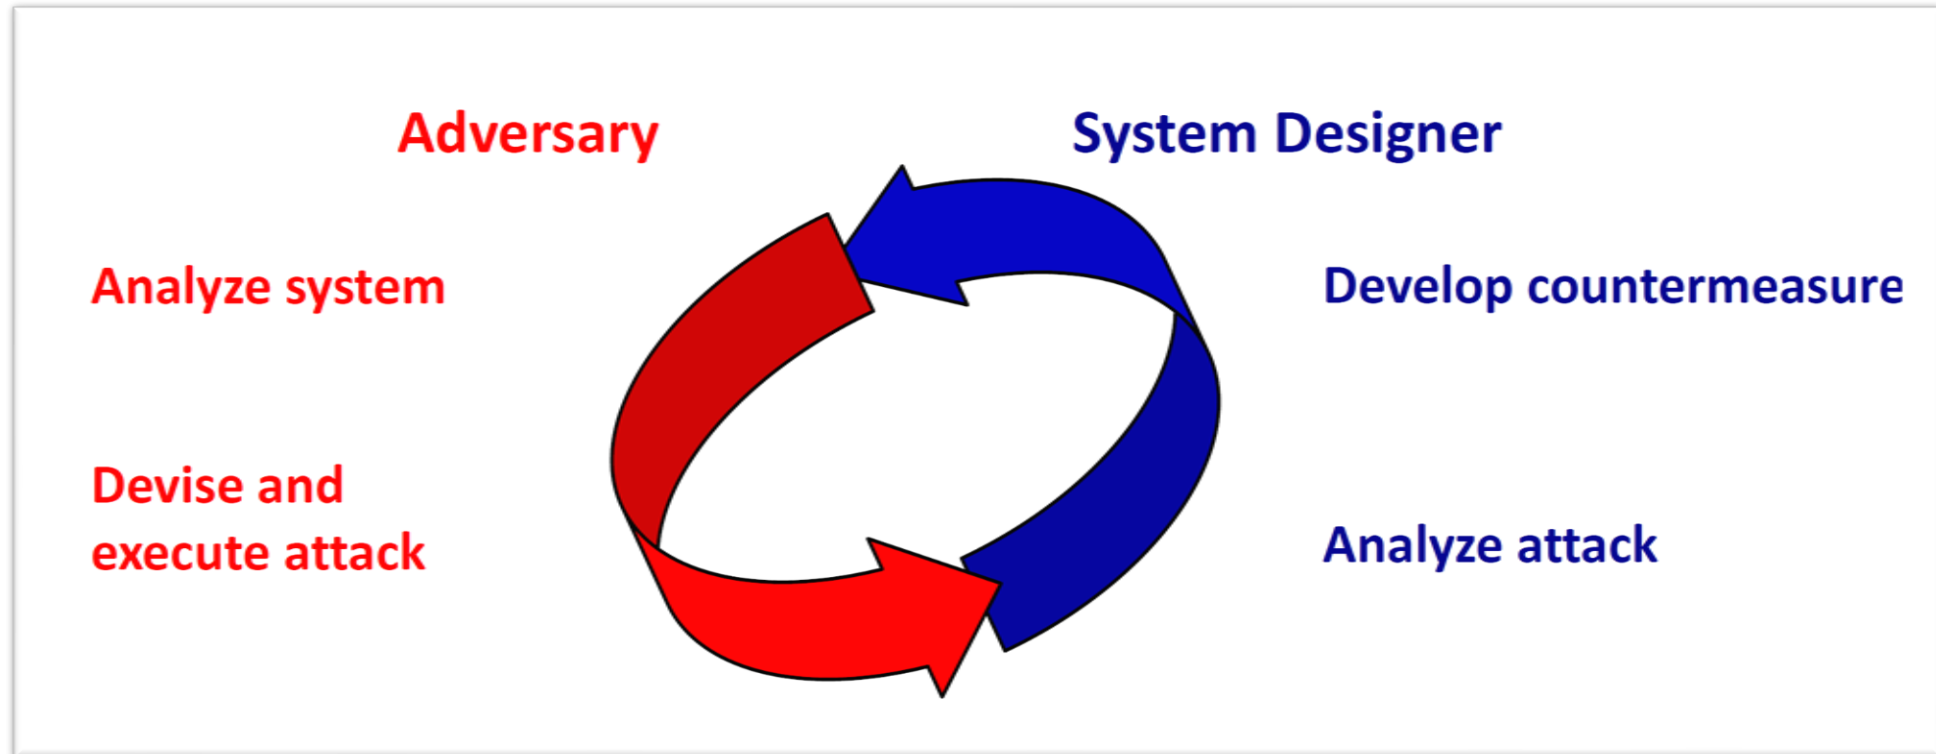 Adversary
System Designer
Analyze system
Develop countermeasure
Devise and
execute attack
Analyze attack